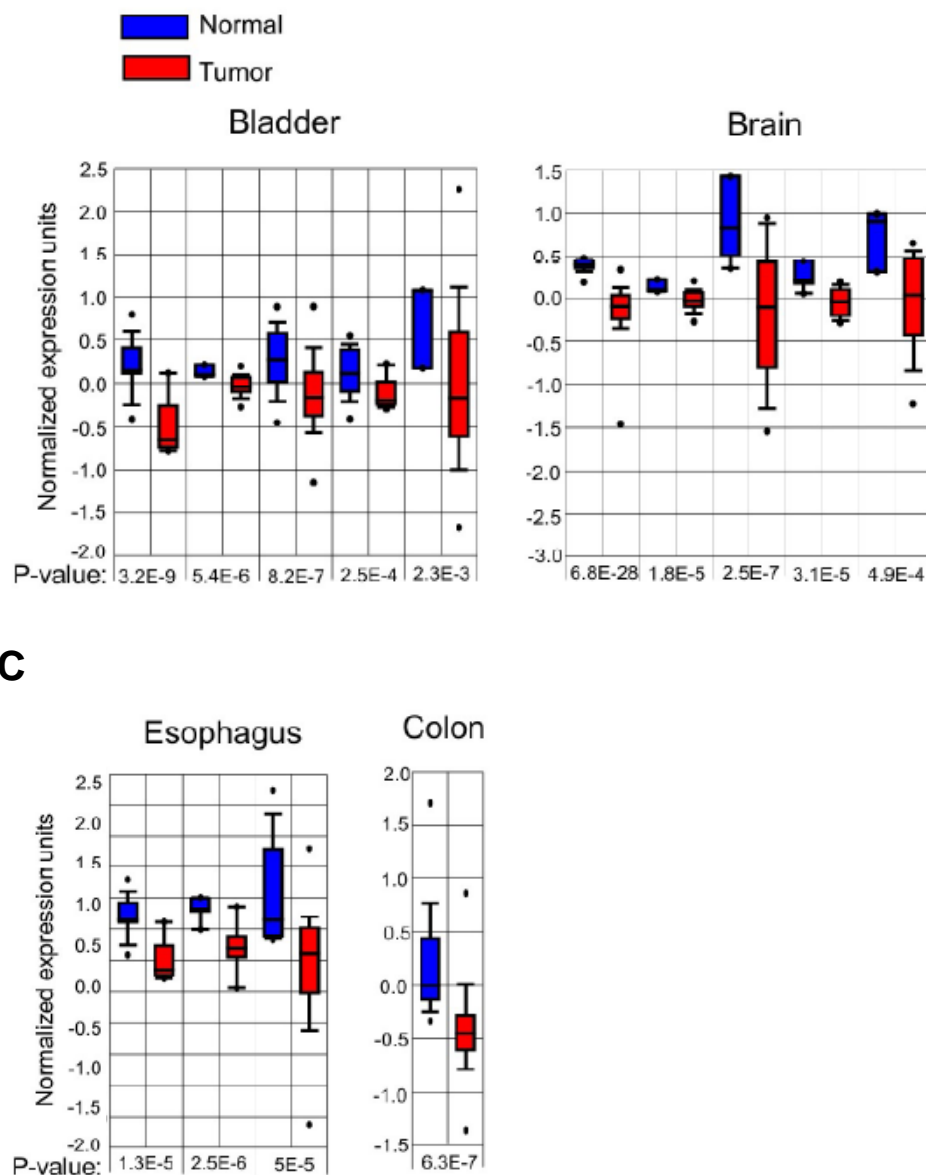 Normal
Tumor
Bladder
Normalized expression units
2.5
2.0
1.5
1.0
0.5
0.0
-0.5
-1.0
-1.5
-2.0
P-value: 3.2E-9 5.4E-6 8.2E-7 2.5E-4 2.3E-3
Brain
1.5
1.0
0.5
0.0
-0.5
-1.0
-1.5
-2.0
-2.5
-3.0
6.8E-28 1.8E-5 2.5E-7 3.1E-5 4.9E-4
C
Esophagus
Normalized expression units
2.5
2.0
1.5
1.0
0.5
0.0
-0.5
-1.0
-1.5
-2.0
P-value: 1.3E-5 2.5E-6 5E-5
Colon
2.0
1.5
1.0
0.5
0.0
-0.5
-1.0
-1.5
6.3E-7